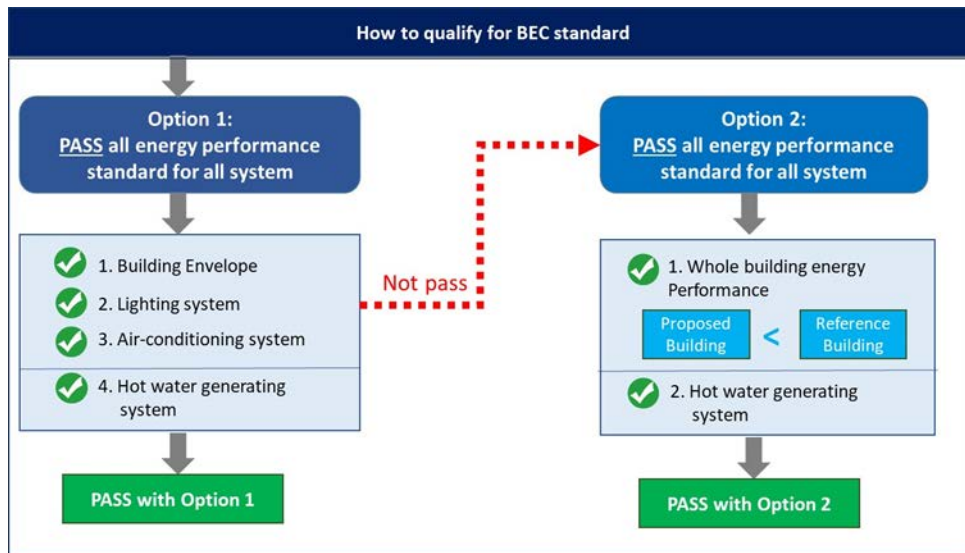 How to qualify for BEC standard
Option 1:
PASS all energy performance
standard for all system
1. Building Envelope
2. Lighting system
3. Air-conditioning system
4. Hot water generating
system
PASS with Option 1
Not pass
Option 2:
PASS all energy performance
standard for all system
1. Whole building energy
Performance
Proposed
Building
<
Reference
Building
2. Hot water generating
system
PASS with Option 2